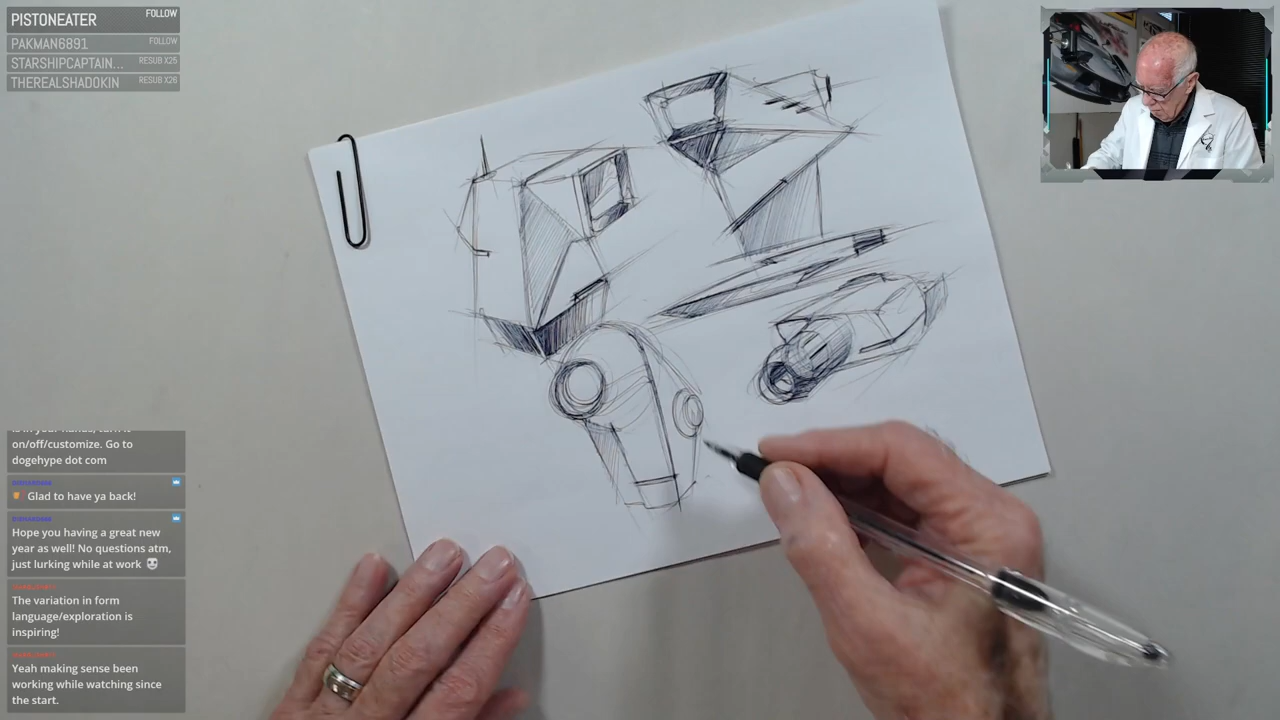 PISTONEATER FOLLOW
PAKMAN6891 FOLLOW
STARSHIPCAPTAIN... RESUB X25
THEREALSHADOKIN RESUB X26
on/off/customize. Go to
dogehype dot com
Glad to have ya back!
Hope you having a great new
year as well! No questions atm,
just lurking while at work
The variation in form
language/exploration is
inspiring!
Yeah making sense been
working while watching since
the start.